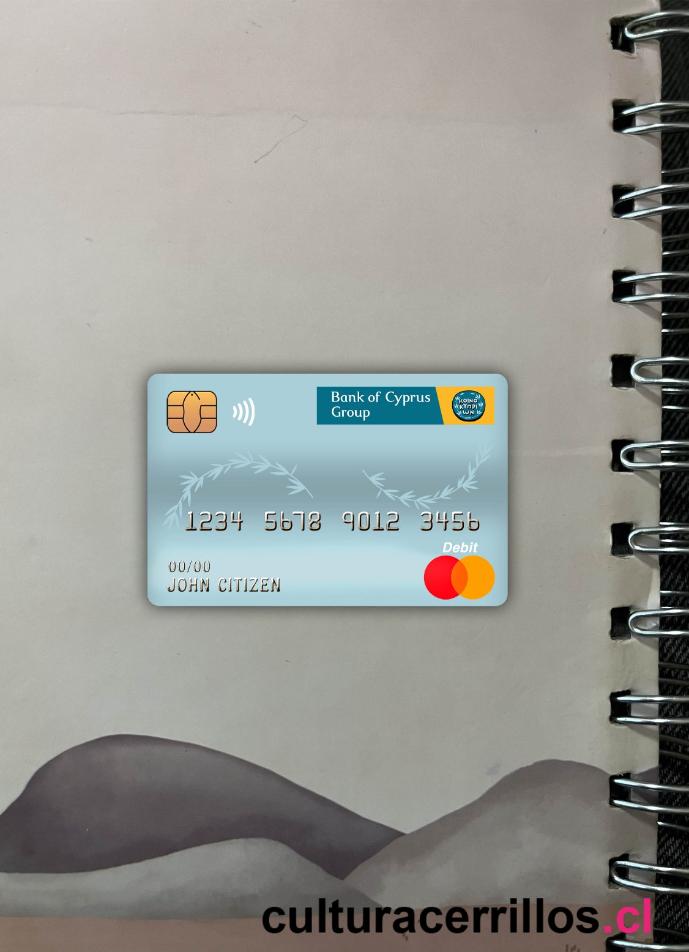 Bank of Cyprus
Group
1234 5678 9012 3456
Debit
00/00
JOHN CITIZEN
culturacerrillos.cl